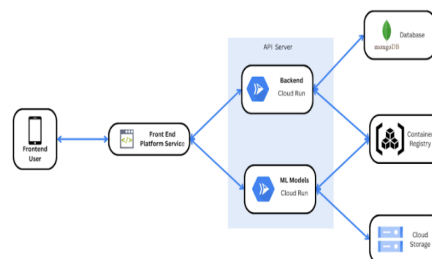 API Server
Database
mongoDB
Backend
Cloud Run
Front End
Platform Service
</>
Frontend
User
Container
Registry
ML Models
Cloud Run
Cloud
Storage